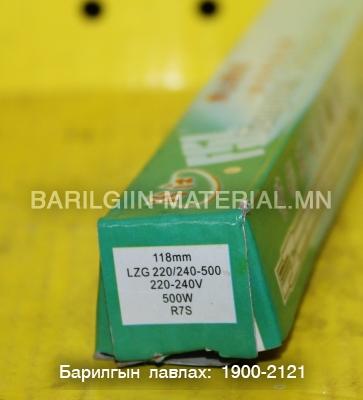 BARILGIIN-MATERIAL.MN
118mm
LZG 220/240-500
220-240V
500W
R7S
Барилгын лавлах: 1900-2121